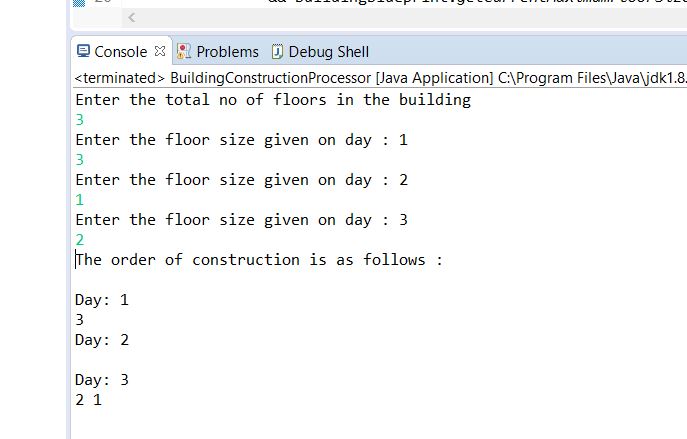 Console Problems Debug Shell
<terminated> BuildingConstructionProcessor [Java Application] C:\Program Files\Java\jdk1.8.
Enter the total no of floors in the building
3
Enter the floor size given on day : 1
3
Enter the floor size given on day : 2
1
Enter the floor size given on day : 3
2
The order of construction is as follows :
Day: 1
3
Day: 2
Day: 3
2 1